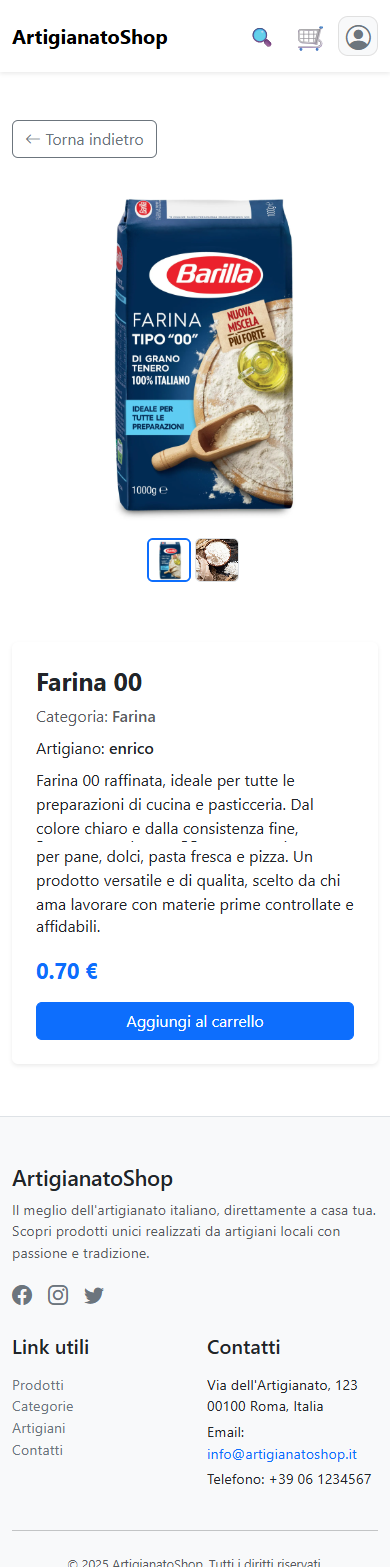 ArtigianatoShop
← Torna indietro
Barilla
FARINA
TIPO "00"
DI GRANO
TENERO
100% ITALIANO
NUOVA
MISCELA
PIÙ FORTE
IDEALE PER
TUTTE LE
PREPARAZIONI
1000g ℮
Farina 00
Categoria: Farina
Artigiano: enrico
Farina 00 raffinata, ideale per tutte le
preparazioni di cucina e pasticceria. Dal
colore chiaro e dalla consistenza fine,
per pane, dolci, pasta fresca e pizza. Un
prodotto versatile e di qualita, scelto da chi
ama lavorare con materie prime controllate e
affidabili.
0.70 €
Aggiungi al carrello
ArtigianatoShop
Il meglio dell'artigianato italiano, direttamente a casa tua.
Scopri prodotti unici realizzati da artigiani locali con
passione e tradizione.
Link utili
Prodotti
Categorie
Artigiani
Contatti
Contatti
Via dell'Artigianato, 123
00100 Roma, Italia
Email:
info@artigianatoshop.it
Telefono: +39 06 1234567
© 2025 ArtigianatoShop. Tutti i diritti riservati.